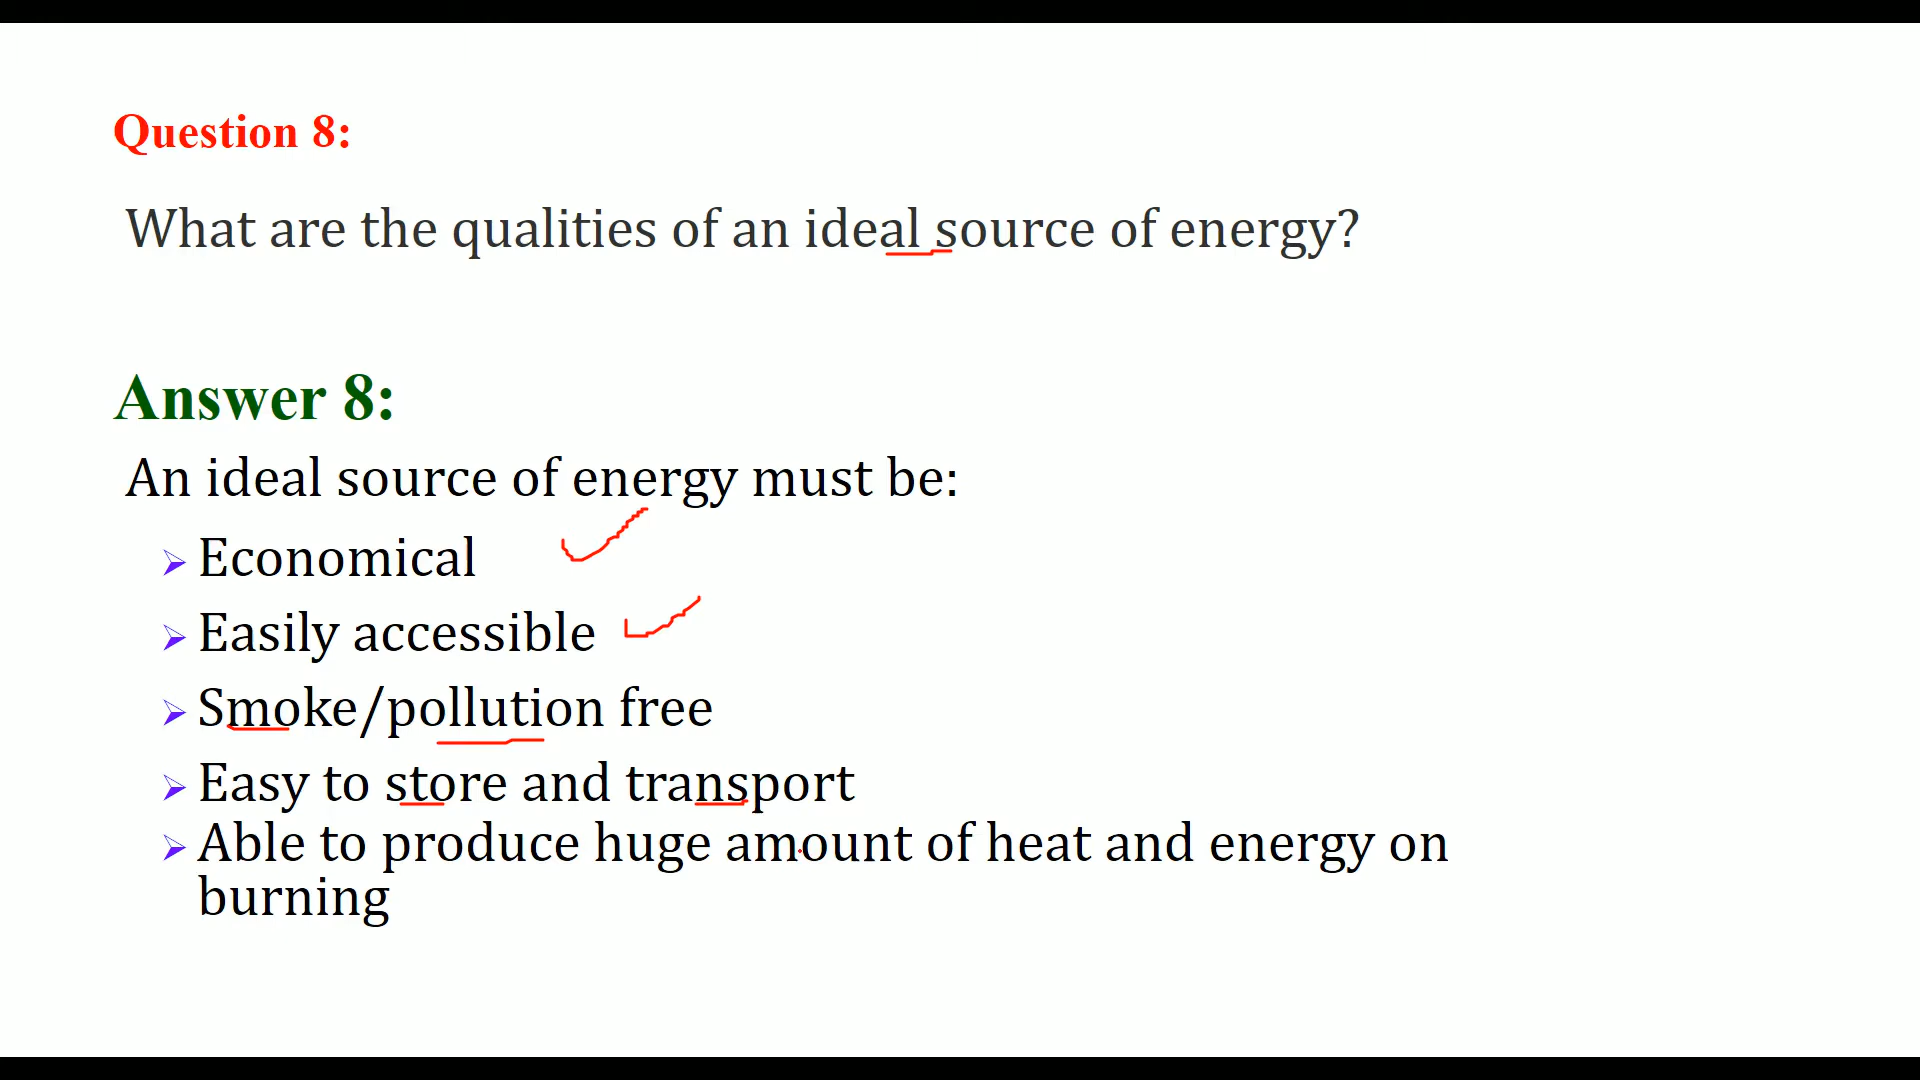 Question 8:
What are the qualities of an ideal source of energy?
Answer 8:
An ideal source of energy must be:
➢ Economical
➢ Easily accessible
➢ Smoke/pollution free
➢ Easy to store and transport
➢ Able to produce huge amount of heat and energy on
burning